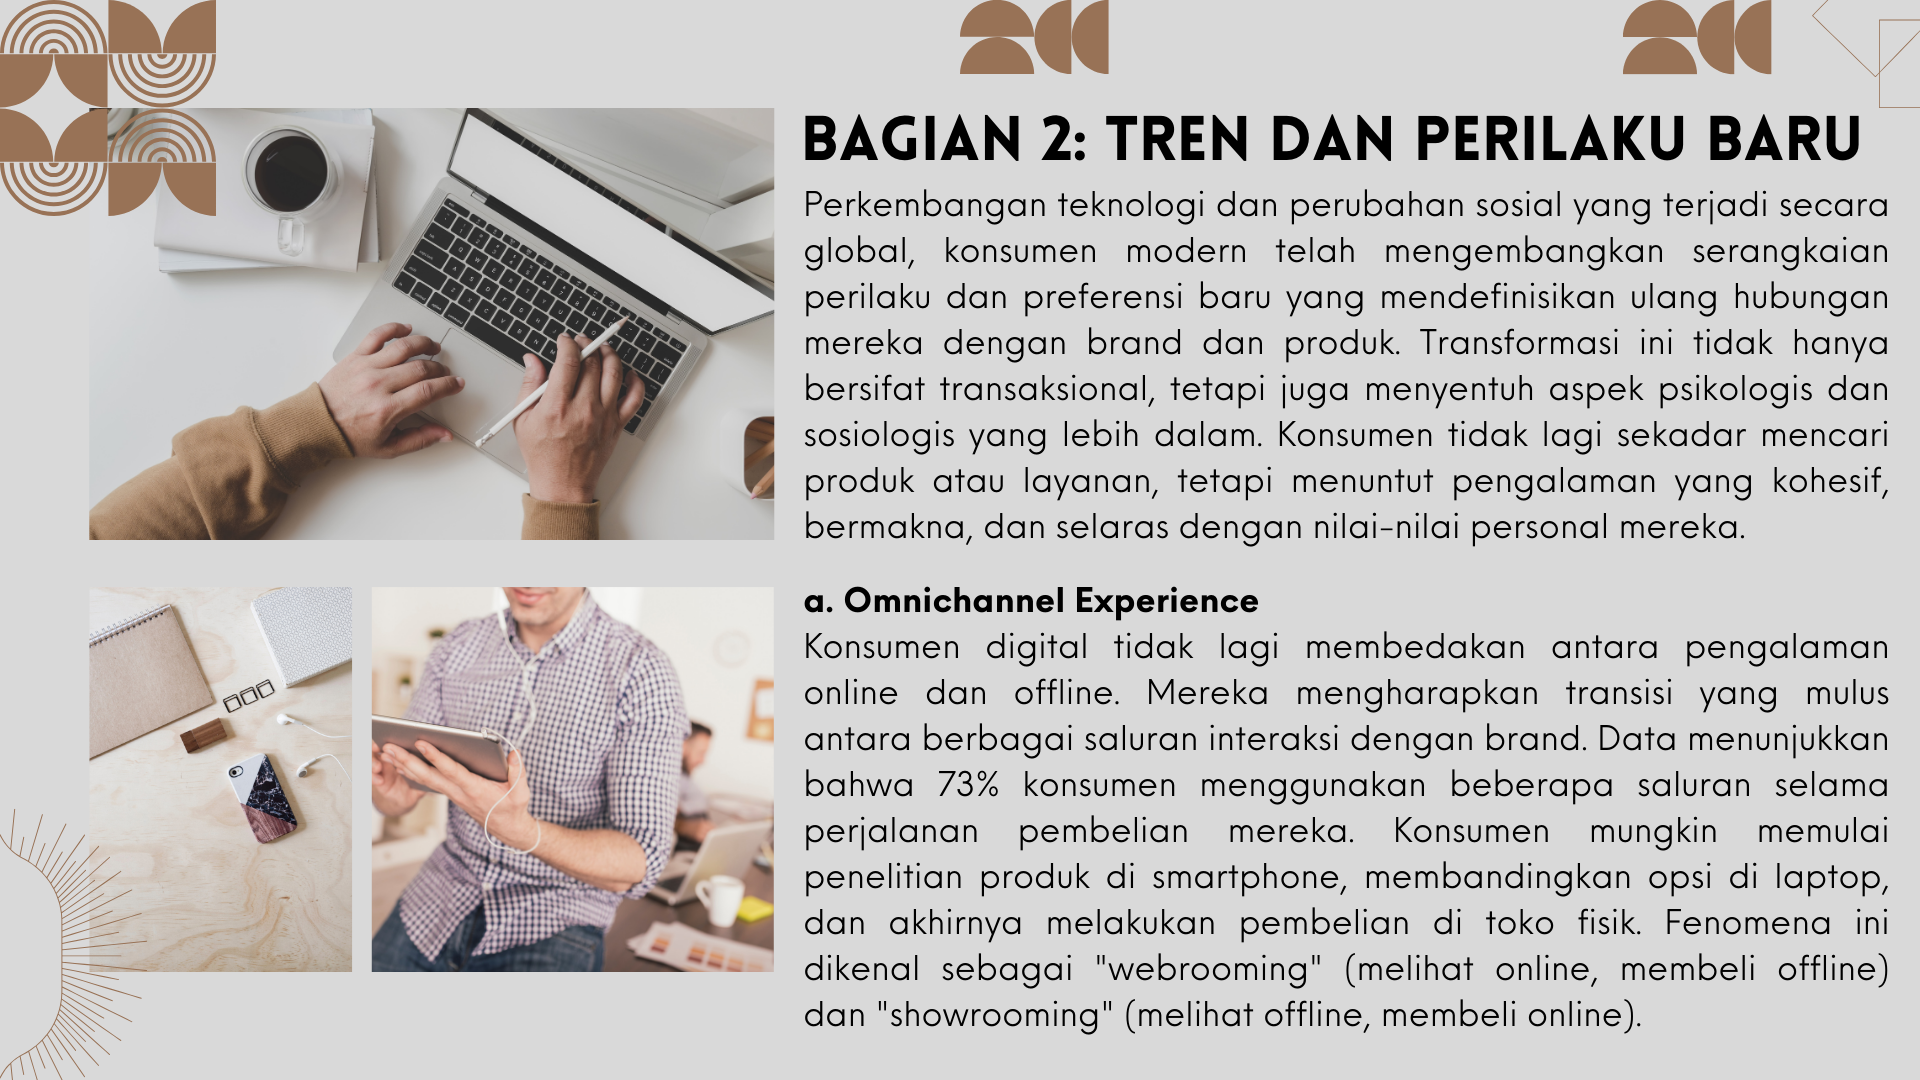 BAGIAN 2: TREN DAN PERILAKU BARU
Perkembangan teknologi dan perubahan sosial yang terjadi secara
global, konsumen modern telah mengembangkan serangkaian
perilaku dan preferensi baru yang mendefinisikan ulang hubungan
mereka dengan brand dan produk. Transformasi ini tidak hanya
bersifat transaksional, tetapi juga menyentuh aspek psikologis dan
sosiologis yang lebih dalam. Konsumen tidak lagi sekadar mencari
produk atau layanan, tetapi menuntut pengalaman yang kohesif,
bermakna, dan selaras dengan nilai-nilai personal mereka.
a. Omnichannel Experience
Konsumen digital tidak lagi membedakan antara pengalaman
online dan offline. Mereka mengharapkan transisi yang mulus
antara berbagai saluran interaksi dengan brand. Data menunjukkan
bahwa 73% konsumen menggunakan beberapa saluran selama
perjalanan pembelian mereka. Konsumen mungkin memulai
penelitian produk di smartphone, membandingkan opsi di laptop,
dan akhirnya melakukan pembelian di toko fisik. Fenomena ini
dikenal sebagai "webrooming" (melihat online, membeli offline)
dan "showrooming" (melihat offline, membeli online).